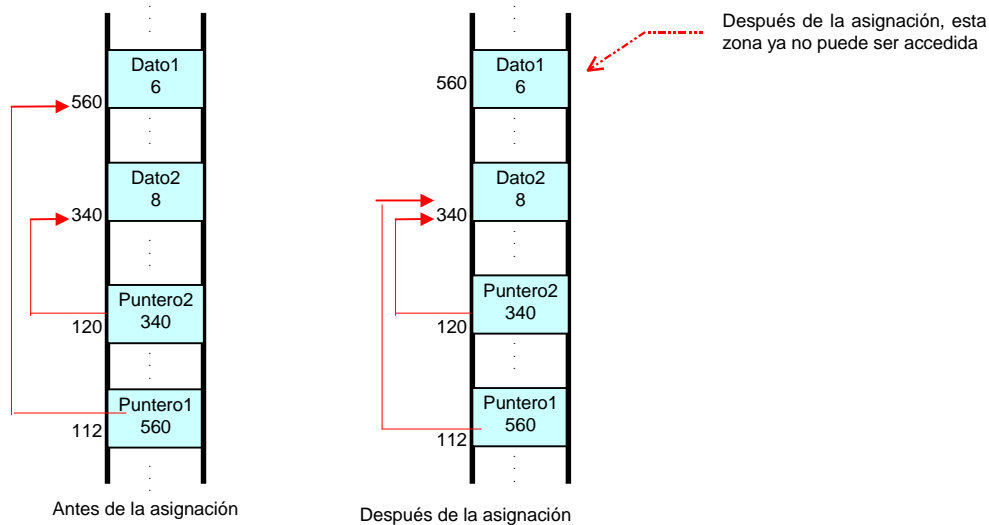 Después de la asignación, esta
zona ya no puede ser accedida
Dato1
6
560
Dato2
8
340
Puntero2
340
120
Puntero1
560
112
Antes de la asignación
Dato1
6
560
Dato2
8
340
Puntero2
340
120
Puntero1
560
112
Después de la asignación